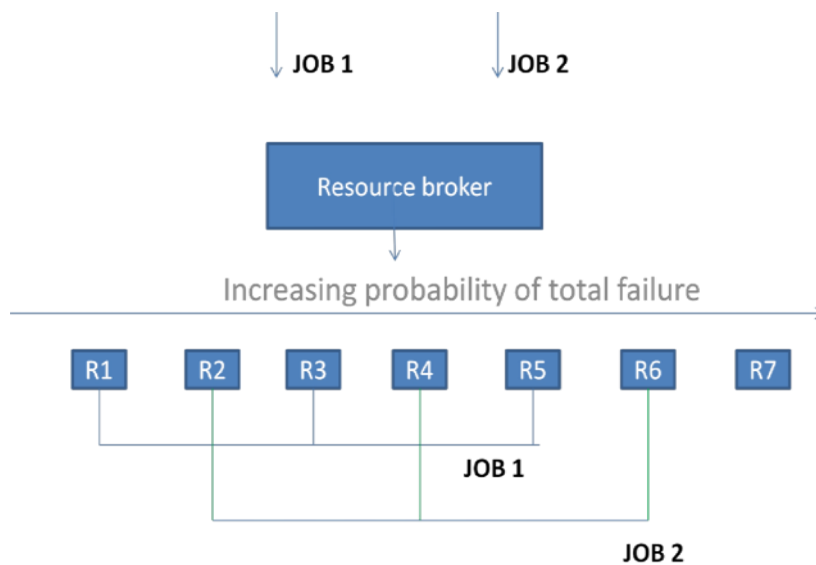 JOB 1
JOB 2
Resource broker
Increasing probability of total failure
R1
R2
R3
R4
R5
R6
R7
JOB 1
JOB 2